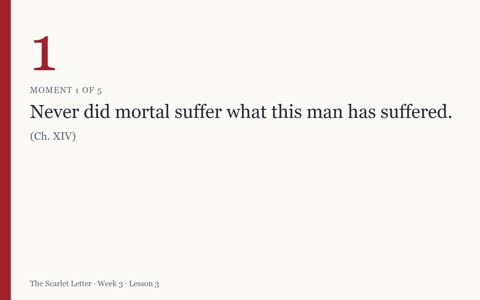 1
MOMENT 1 OF 5
Never did mortal suffer what this man has suffered.
(Ch. XIV)
The Scarlet Letter · Week 3 · Lesson 3